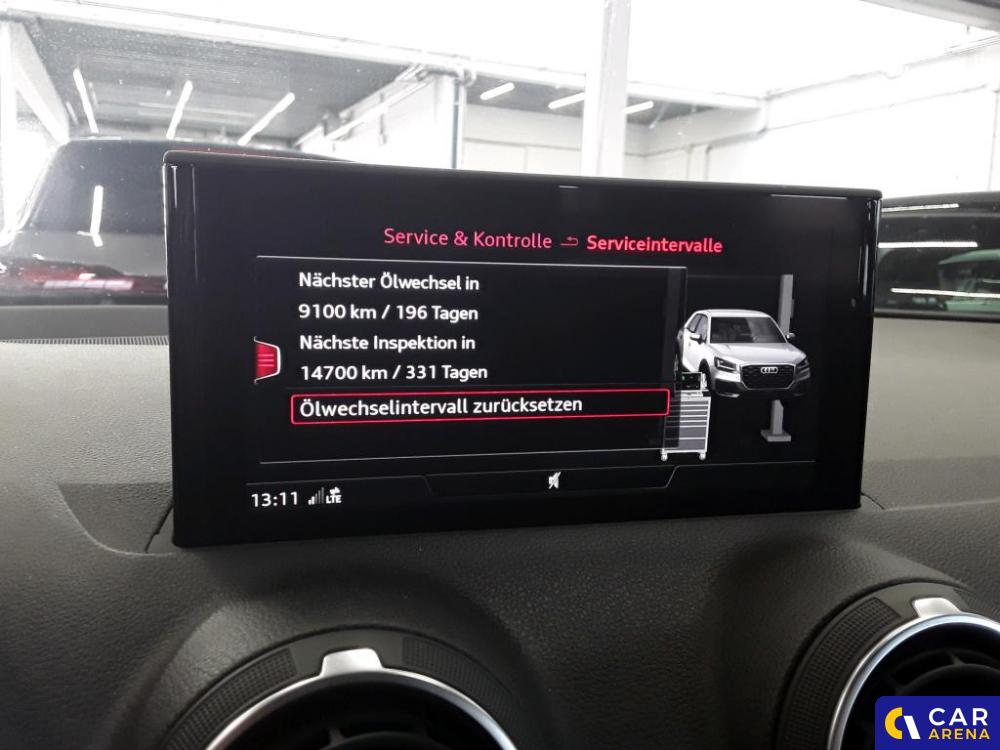 Service & Kontrolle Serviceintervalle
Nächster Ölwechsel in
9100 km / 196 Tagen
Nächste Inspektion in
14700 km / 331 Tagen
Ölwechselintervall zurücksetzen
13:11 LTE
CAR
ARENA